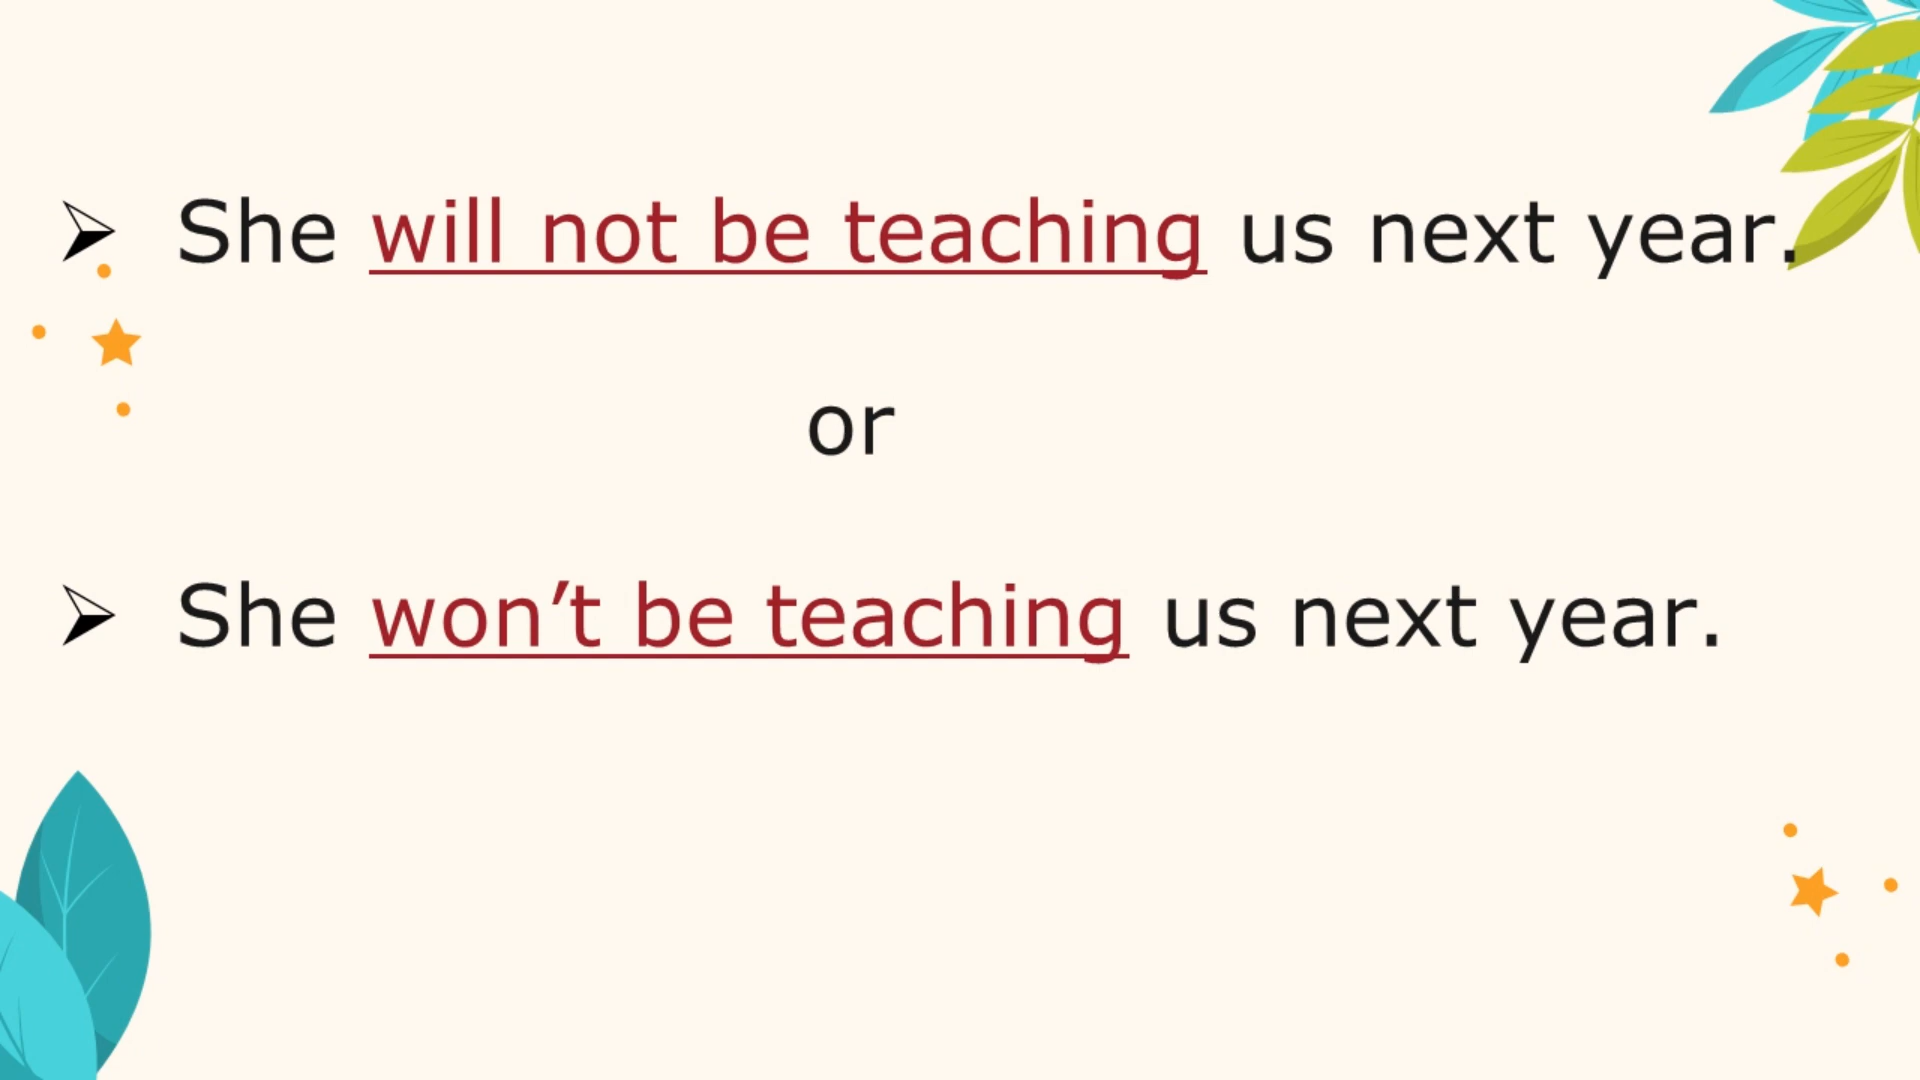 ➢ She will not be teaching us next year.
or
➢ She won’t be teaching us next year.